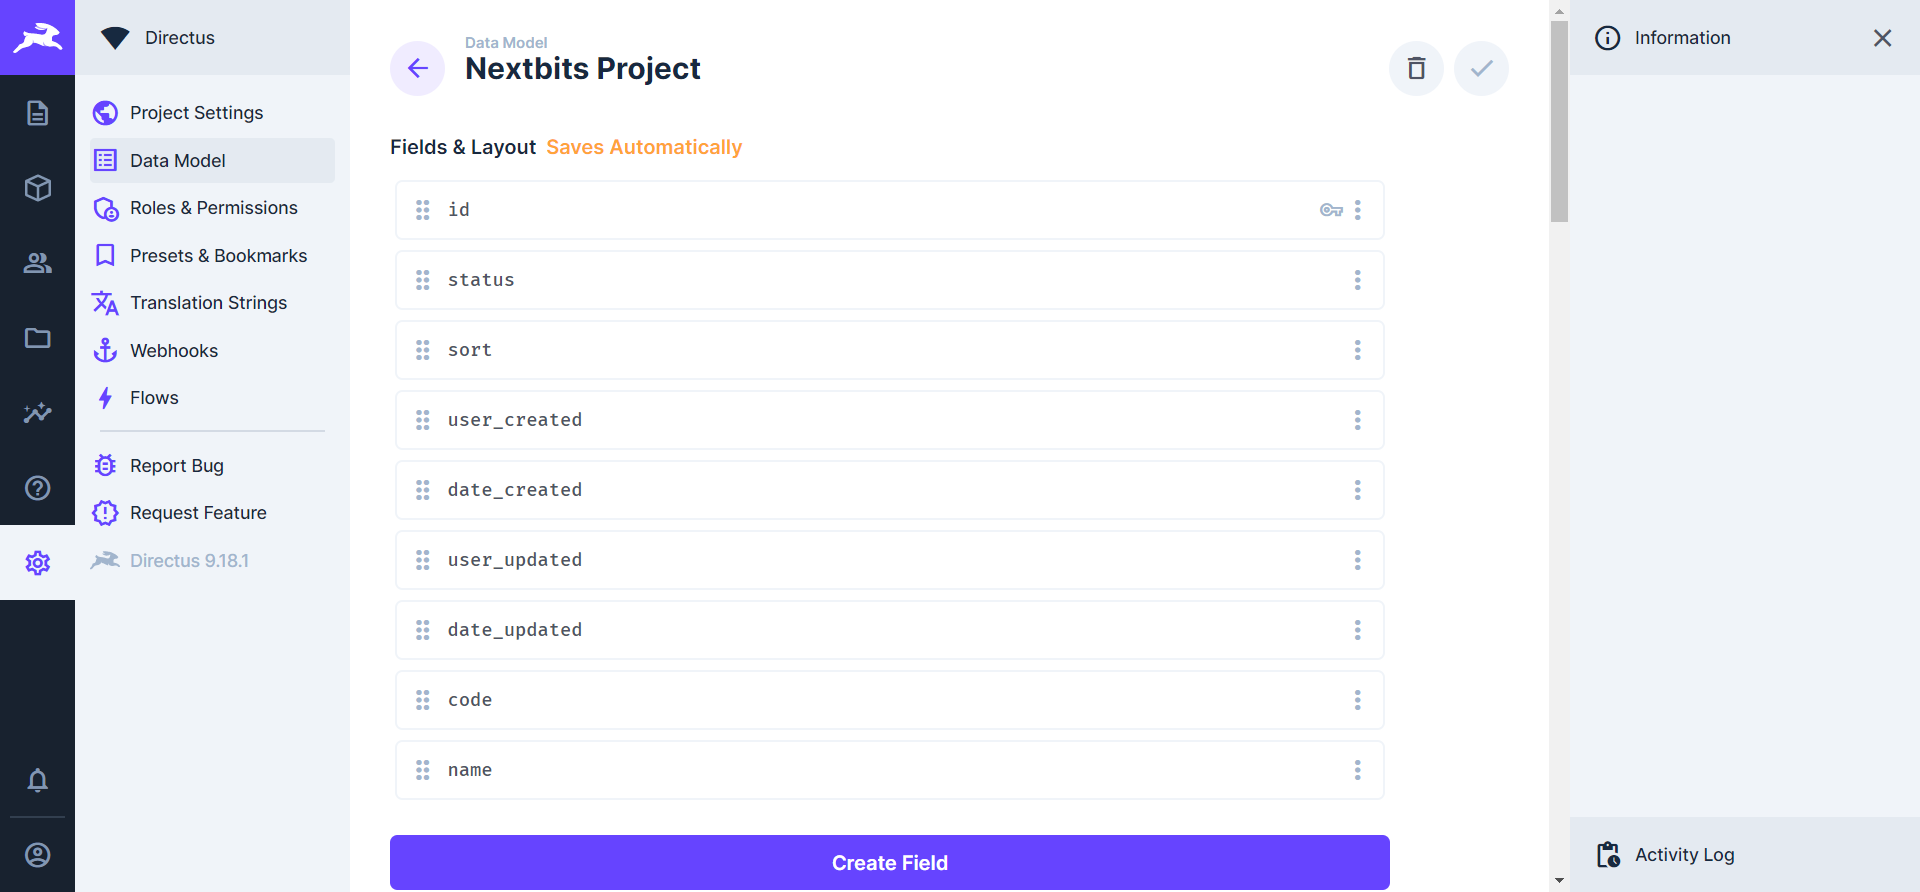 Directus
Project Settings
Data Model
Roles & Permissions
Presets & Bookmarks
Translation Strings
Webhooks
Flows
Report Bug
Request Feature
Directus 9.18.1
Data Model
Nextbits Project
Fields & Layout Saves Automatically
id
status
sort
user_created
date_created
user_updated
date_updated
code
name
Create Field
Information
Activity Log